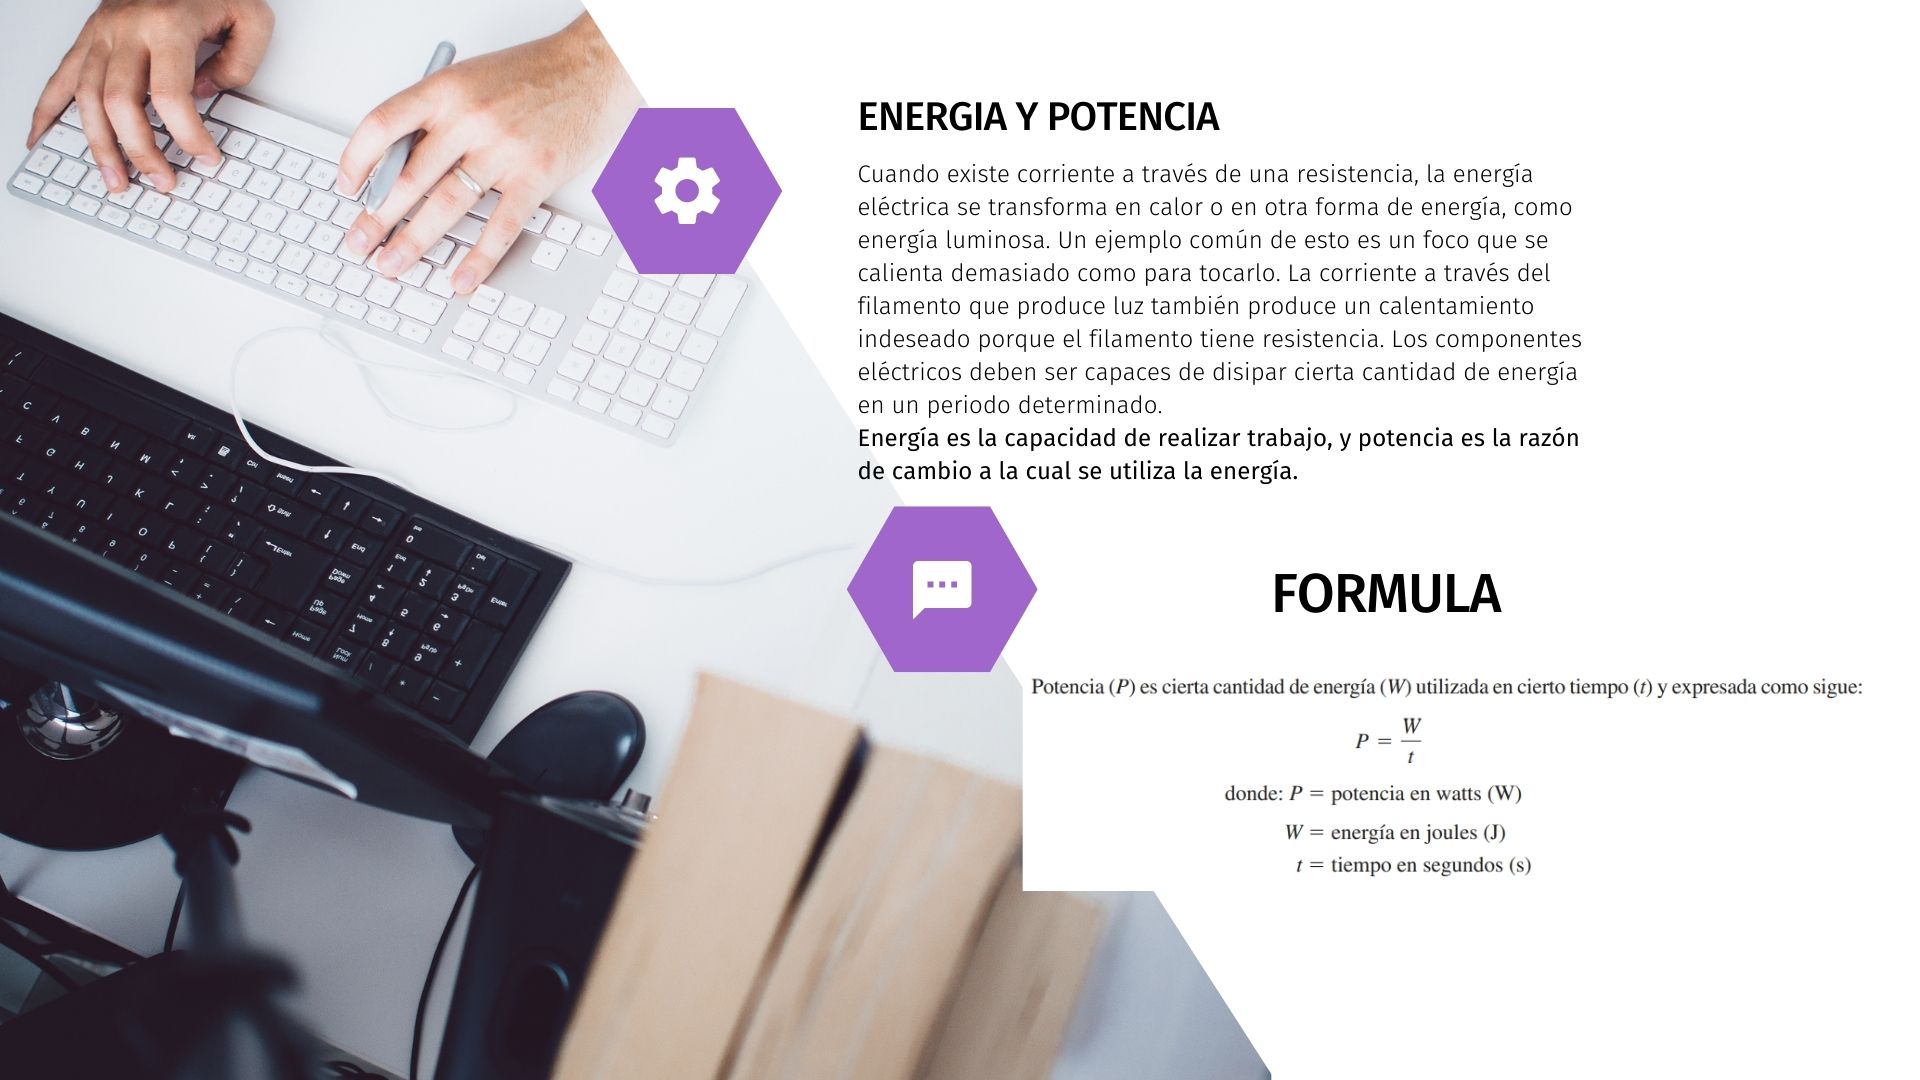 ENERGIA Y POTENCIA
Cuando existe corriente a través de una resistencia, la energía
eléctrica se transforma en calor o en otra forma de energía, como
energía luminosa. Un ejemplo común de esto es un foco que se
calienta demasiado como para tocarlo. La corriente a través del
filamento que produce luz también produce un calentamiento
indeseado porque el filamento tiene resistencia. Los componentes
eléctricos deben ser capaces de disipar cierta cantidad de energía
en un periodo determinado.
Energía es la capacidad de realizar trabajo, y potencia es la razón
de cambio a la cual se utiliza la energía.
FORMULA
Potencia (P) es cierta cantidad de energía (W) utilizada en cierto tiempo (t) y expresada como sigue:
P = W/t
donde: P = potencia en watts (W)
W = energía en joules (J)
t = tiempo en segundos (s)